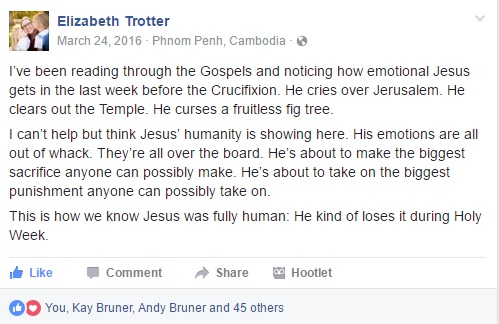 Elizabeth Trotter
March 24, 2016 · Phnom Penh, Cambodia ·
I've been reading through the Gospels and noticing how emotional Jesus
gets in the last week before the Crucifixion. He cries over Jerusalem. He
clears out the Temple. He curses a fruitless fig tree.
I can't help but think Jesus' humanity is showing here. His emotions are all
out of whack. They're all over the board. He's about to make the biggest
sacrifice anyone can possibly make. He's about to take on the biggest
punishment anyone can possibly take on.
This is how we know Jesus was fully human: He kind of loses it during Holy
Week.
Like Comment Share Hootlet
You, Kay Bruner, Andy Bruner and 45 others